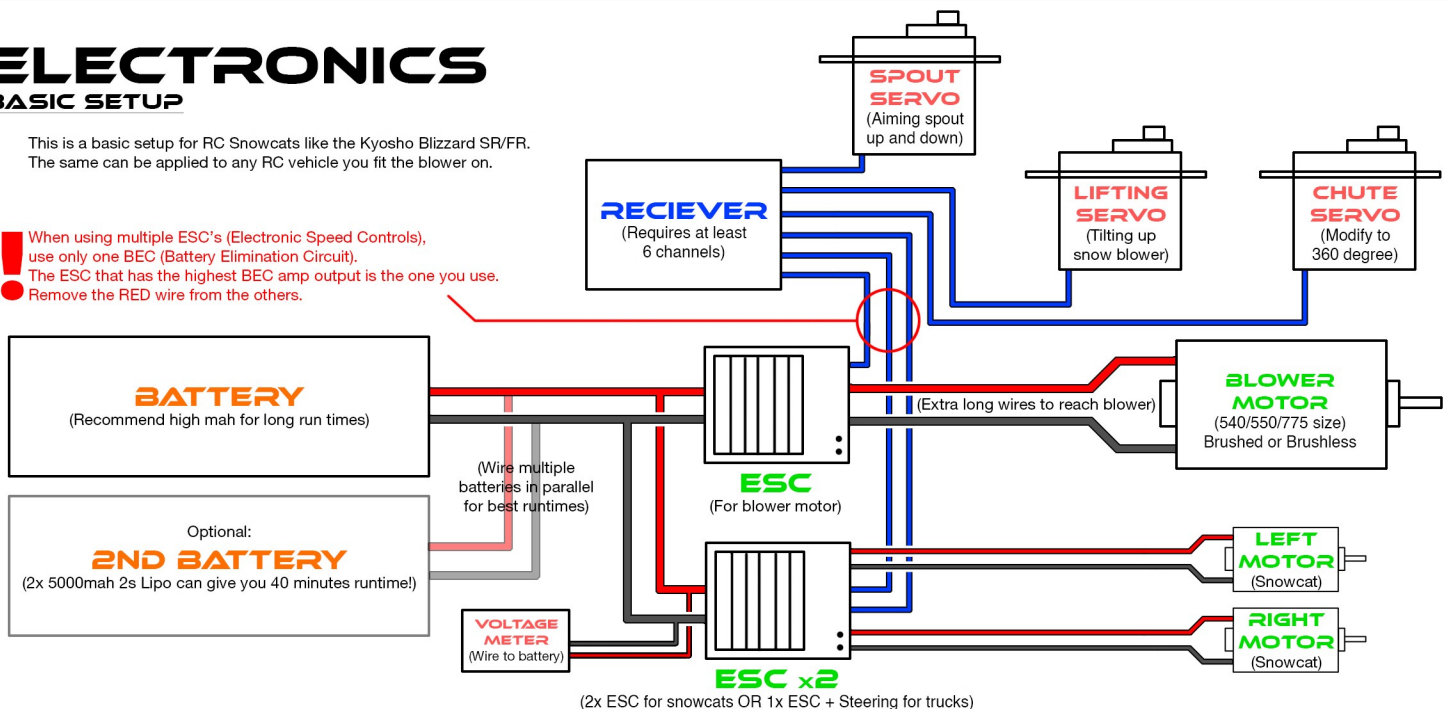 ELECTRONICS
BASIC SETUP
This is a basic setup for RC Snowcats like the Kyosho Blizzard SR/FR.
The same can be applied to any RC vehicle you fit the blower on.
! When using multiple ESC's (Electronic Speed Controls),
use only one BEC (Battery Elimination Circuit).
The ESC that has the highest BEC amp output is the one you use.
Remove the RED wire from the others.
SPOUT
SERVO
(Aiming spout
up and down)
RECIEVER
(Requires at least
6 channels)
LIFTING
SERVO
(Tilting up
snow blower)
CHUTE
SERVO
(Modify to
360 degree)
BATTERY
(Recommend high mah for long run times)
(Extra long wires to reach blower)
BLOWER
MOTOR
(540/550/775 size)
Brushed or Brushless
(Wire multiple
batteries in parallel
for best runtimes)
ESC
(For blower motor)
Optional:
2ND BATTERY
(2x 5000mah 2s Lipo can give you 40 minutes runtime!)
LEFT
MOTOR
(Snowcat)
VOLTAGE
METER
(Wire to battery)
RIGHT
MOTOR
(Snowcat)
ESC x2
(2x ESC for snowcats OR 1x ESC + Steering for trucks)